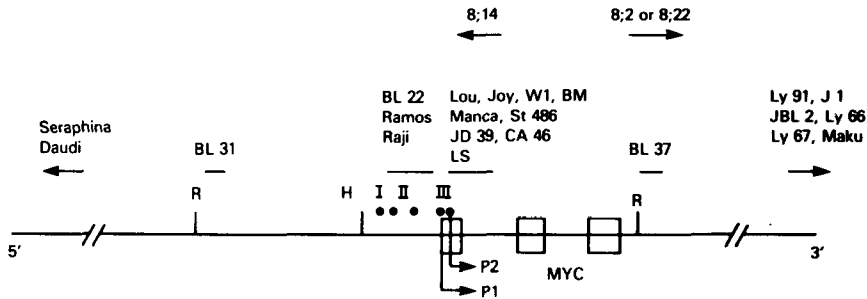 8;14
8;2 or 8;22
BL 22
Ramos
Raji
Lou, Joy, W1, BM
Manca, St 486
JD 39, CA 46
LS
Ly 91, J 1
JBL 2, Ly 66
Ly 67, Maku
Seraphina
Daudi
BL 31
BL 37
R
H
I
II
III
R
5′
3′
MYC
P2
P1